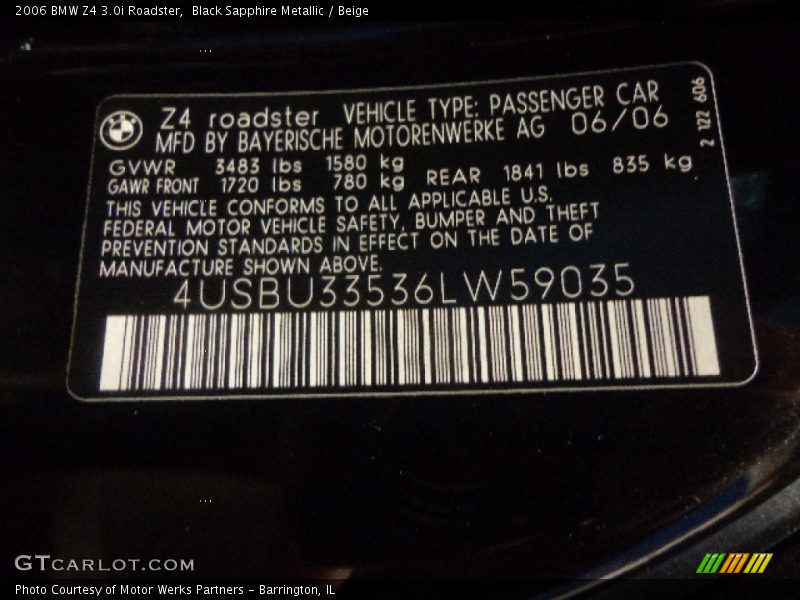 2006 BMW Z4 3.0i Roadster,  Black Sapphire Metallic / Beige
Z4 roadster VEHICLE TYPE: PASSENGER CAR
MFD BY BAYERISCHE MOTORENWERKE AG 06/06
2 122 606
GVWR 3483 lbs 1580 kg
GAWR FRONT 1720 lbs 780 kg REAR 1841 lbs 835 kg
THIS VEHICLE CONFORMS TO ALL APPLICABLE U.S.
FEDERAL MOTOR VEHICLE SAFETY, BUMPER AND THEFT
PREVENTION STANDARDS IN EFFECT ON THE DATE OF
MANUFACTURE SHOWN ABOVE.
4USBU33536LW59035
GTCARLOT.COM
Photo Courtesy of Motor Werks Partners - Barrington, IL